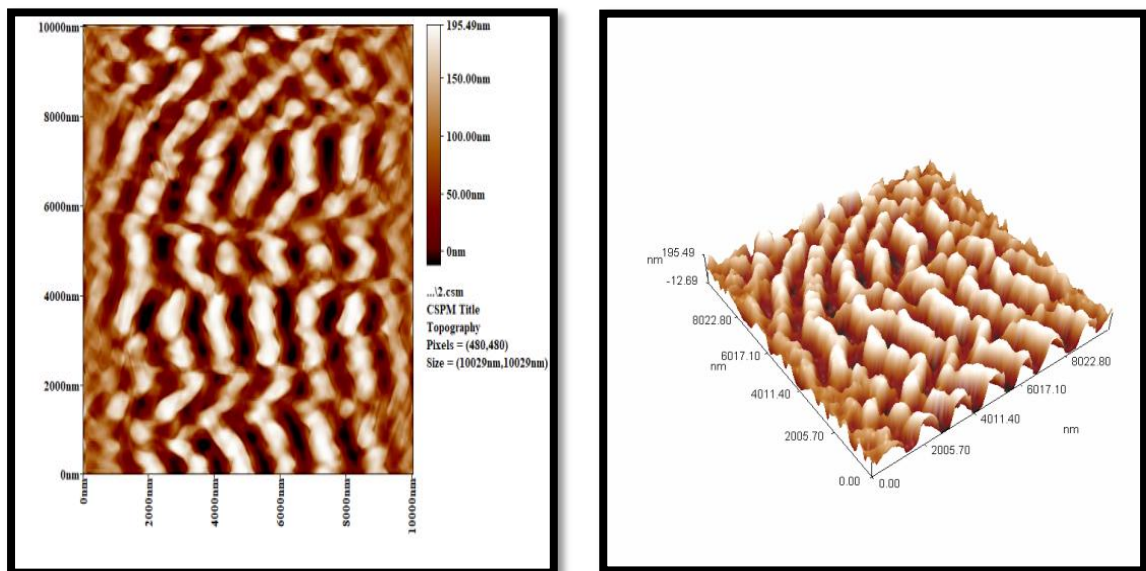 10000nm
8000nm
6000nm
4000nm
2000nm
0nm
0nm
2000nm
4000nm
6000nm
8000nm
10000nm
195.49nm
150.00nm
100.00nm
50.00nm
0nm
...\2.csm
CSPM Title
Topography
Pixels = (480,480)
Size = (10029nm,10029nm)
195.49
nm
-12.69
8022.80
6017.10
nm
4011.40
2005.70
0.00
0.00
2005.70
4011.40
6017.10
nm
8022.80